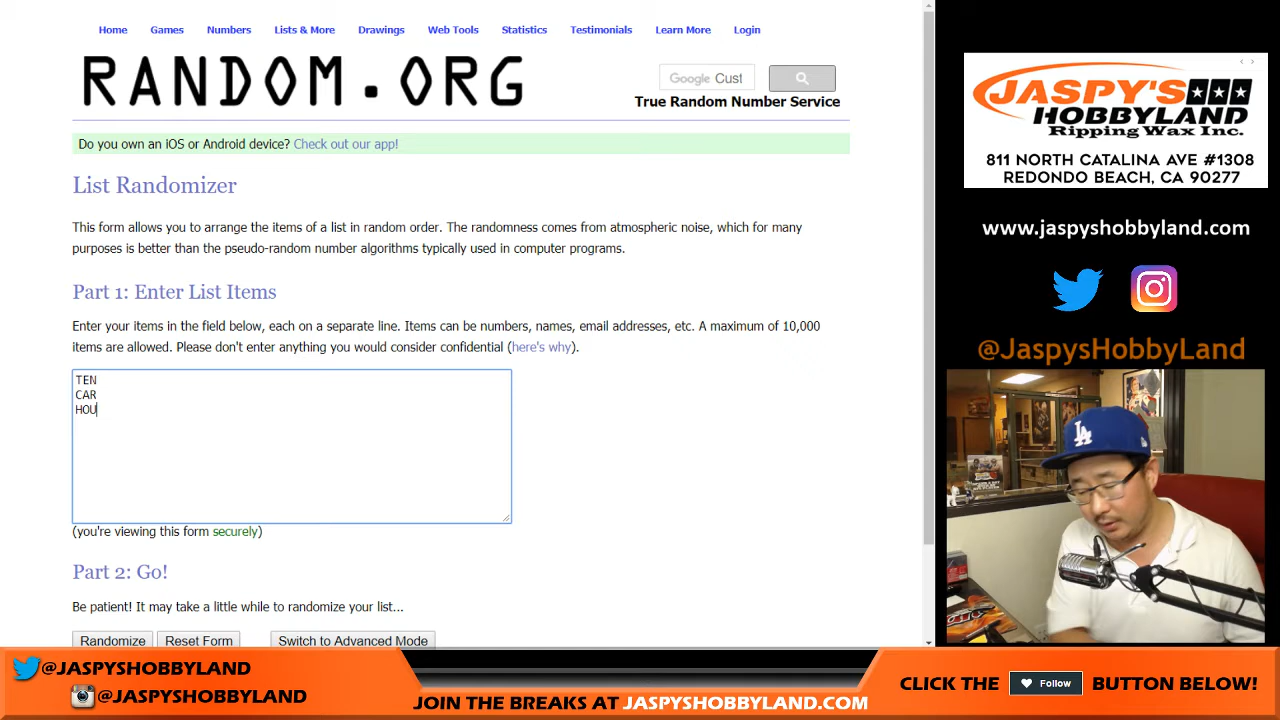 Home Games Numbers Lists & More Drawings Web Tools Statistics Testimonials Learn More Login
RANDOM.ORG
Google Cust
True Random Number Service
Do you own an iOS or Android device? Check out our app!
List Randomizer
This form allows you to arrange the items of a list in random order. The randomness comes from atmospheric noise, which for many
purposes is better than the pseudo-random number algorithms typically used in computer programs.
Part 1: Enter List Items
Enter your items in the field below, each on a separate line. Items can be numbers, names, email addresses, etc. A maximum of 10,000
items are allowed. Please don't enter anything you would consider confidential (here's why).
TEN
CAR
HOU
(you're viewing this form securely)
Part 2: Go!
Be patient! It may take a little while to randomize your list...
Randomize Reset Form Switch to Advanced Mode
JASPY'S
HOBBYLAND
Ripping Wax Inc.
811 NORTH CATALINA AVE #1308
REDONDO BEACH, CA 90277
www.jaspyshobbyland.com
@JaspysHobbyLand
LA
@JASPYSHOBBYLAND
@JASPYSHOBBYLAND
JOIN THE BREAKS AT JASPYSHOBBYLAND.COM
CLICK THE Follow BUTTON BELOW!